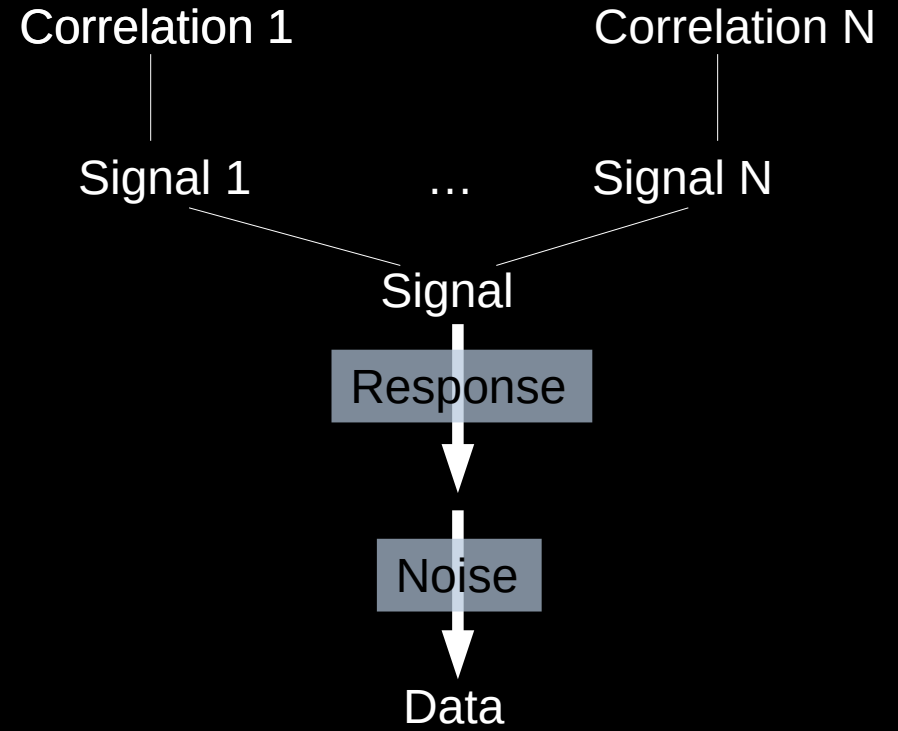 Correlation 1 Correlation N
Signal 1 ... Signal N
Signal
Response
Noise
Data